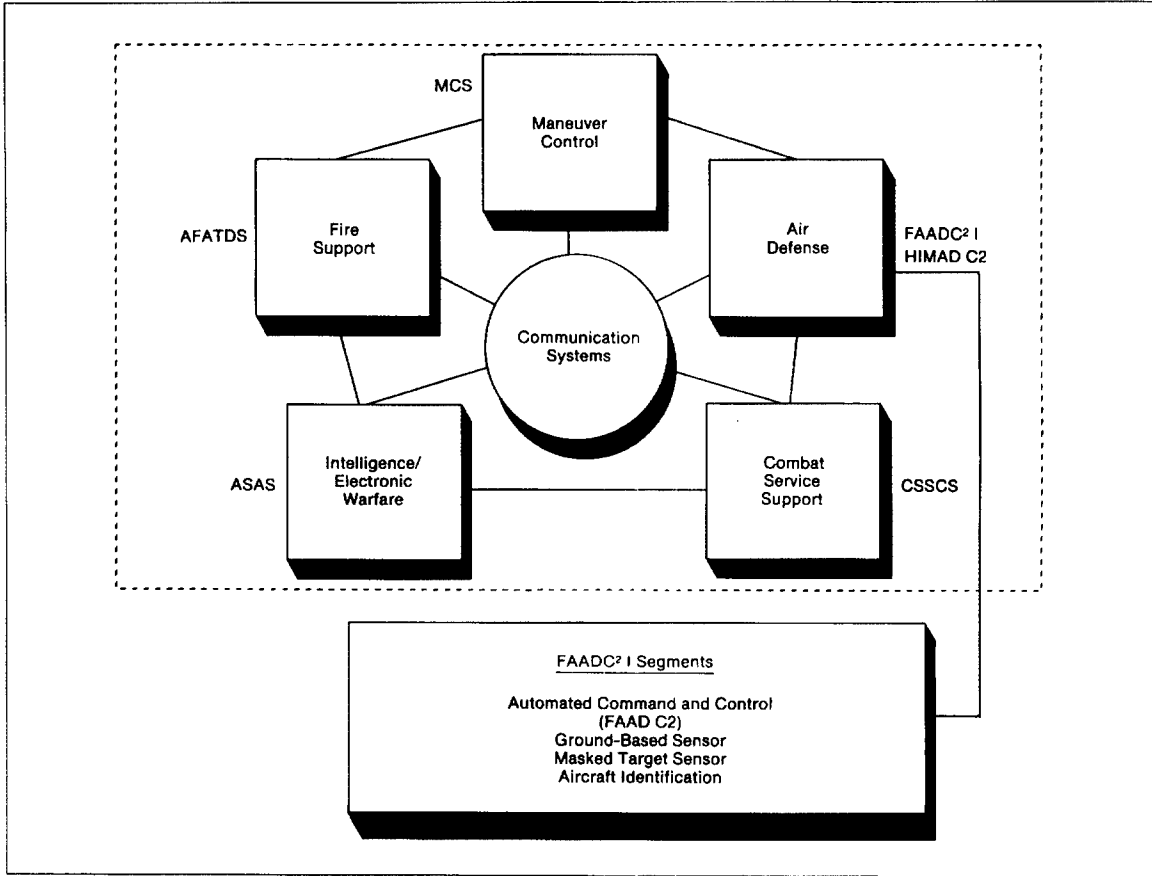 MCS
Maneuver
Control
AFATDS
Fire
Support
Air
Defense
FAADC² I
HIMAD C2
Communication
Systems
ASAS
Intelligence/
Electronic
Warfare
Combat
Service
Support
CSSCS
FAADC² I Segments
Automated Command and Control
(FAAD C2)
Ground-Based Sensor
Masked Target Sensor
Aircraft Identification